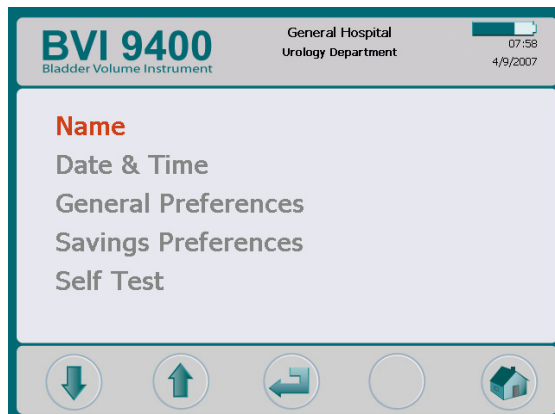 BVI 9400
Bladder Volume Instrument
General Hospital
Urology Department
07:58
4/9/2007
Name
Date & Time
General Preferences
Savings Preferences
Self Test